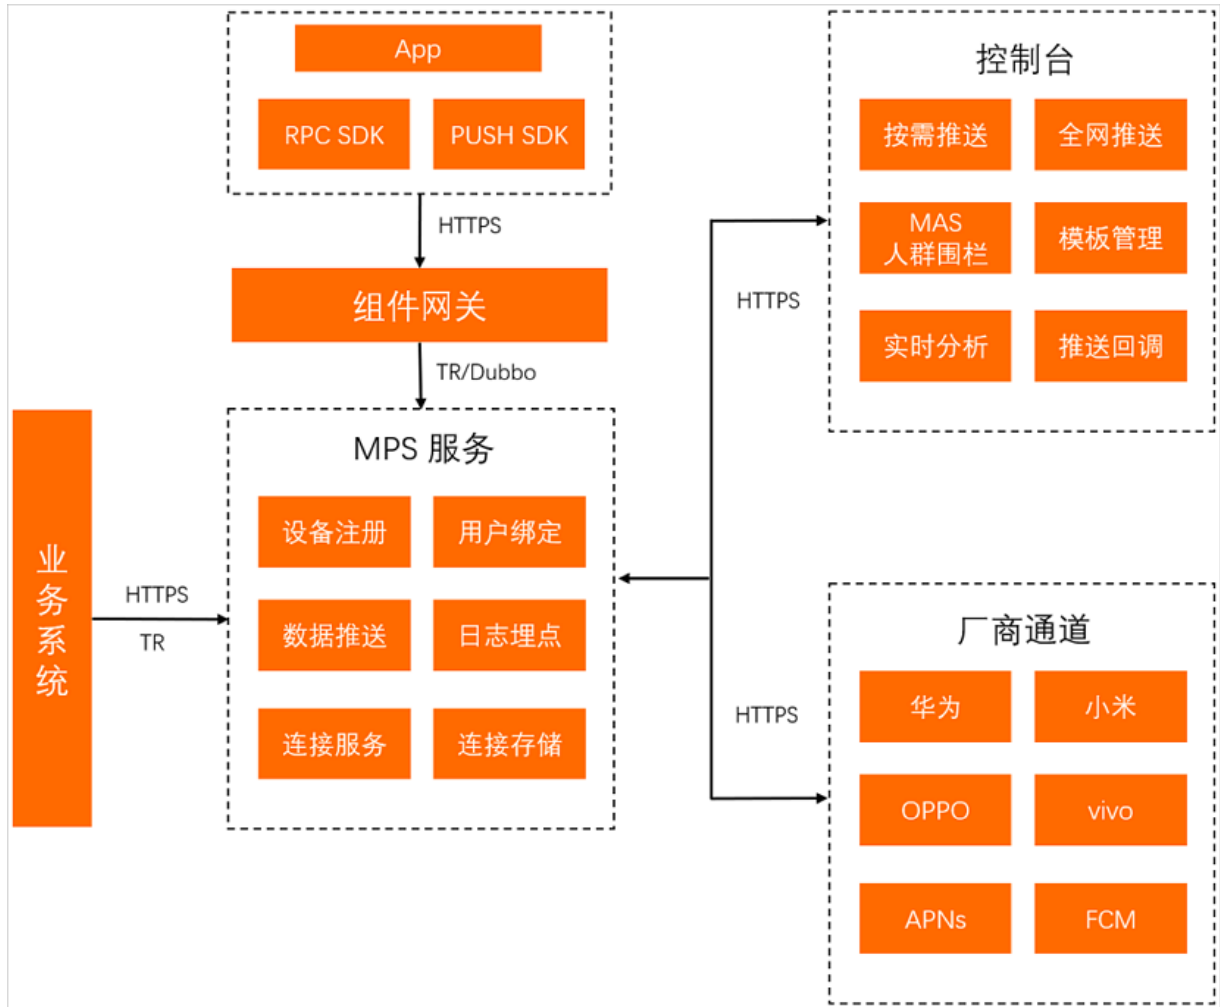 App
RPC SDK
PUSH SDK
HTTPS
组件网关
TR/Dubbo
业
务
系
统
HTTPS
TR
MPS 服务
设备注册
用户绑定
数据推送
日志埋点
连接服务
连接存储
HTTPS
HTTPS
控制台
按需推送
全网推送
MAS
人群围栏
模板管理
实时分析
推送回调
厂商通道
华为
小米
OPPO
vivo
APNs
FCM